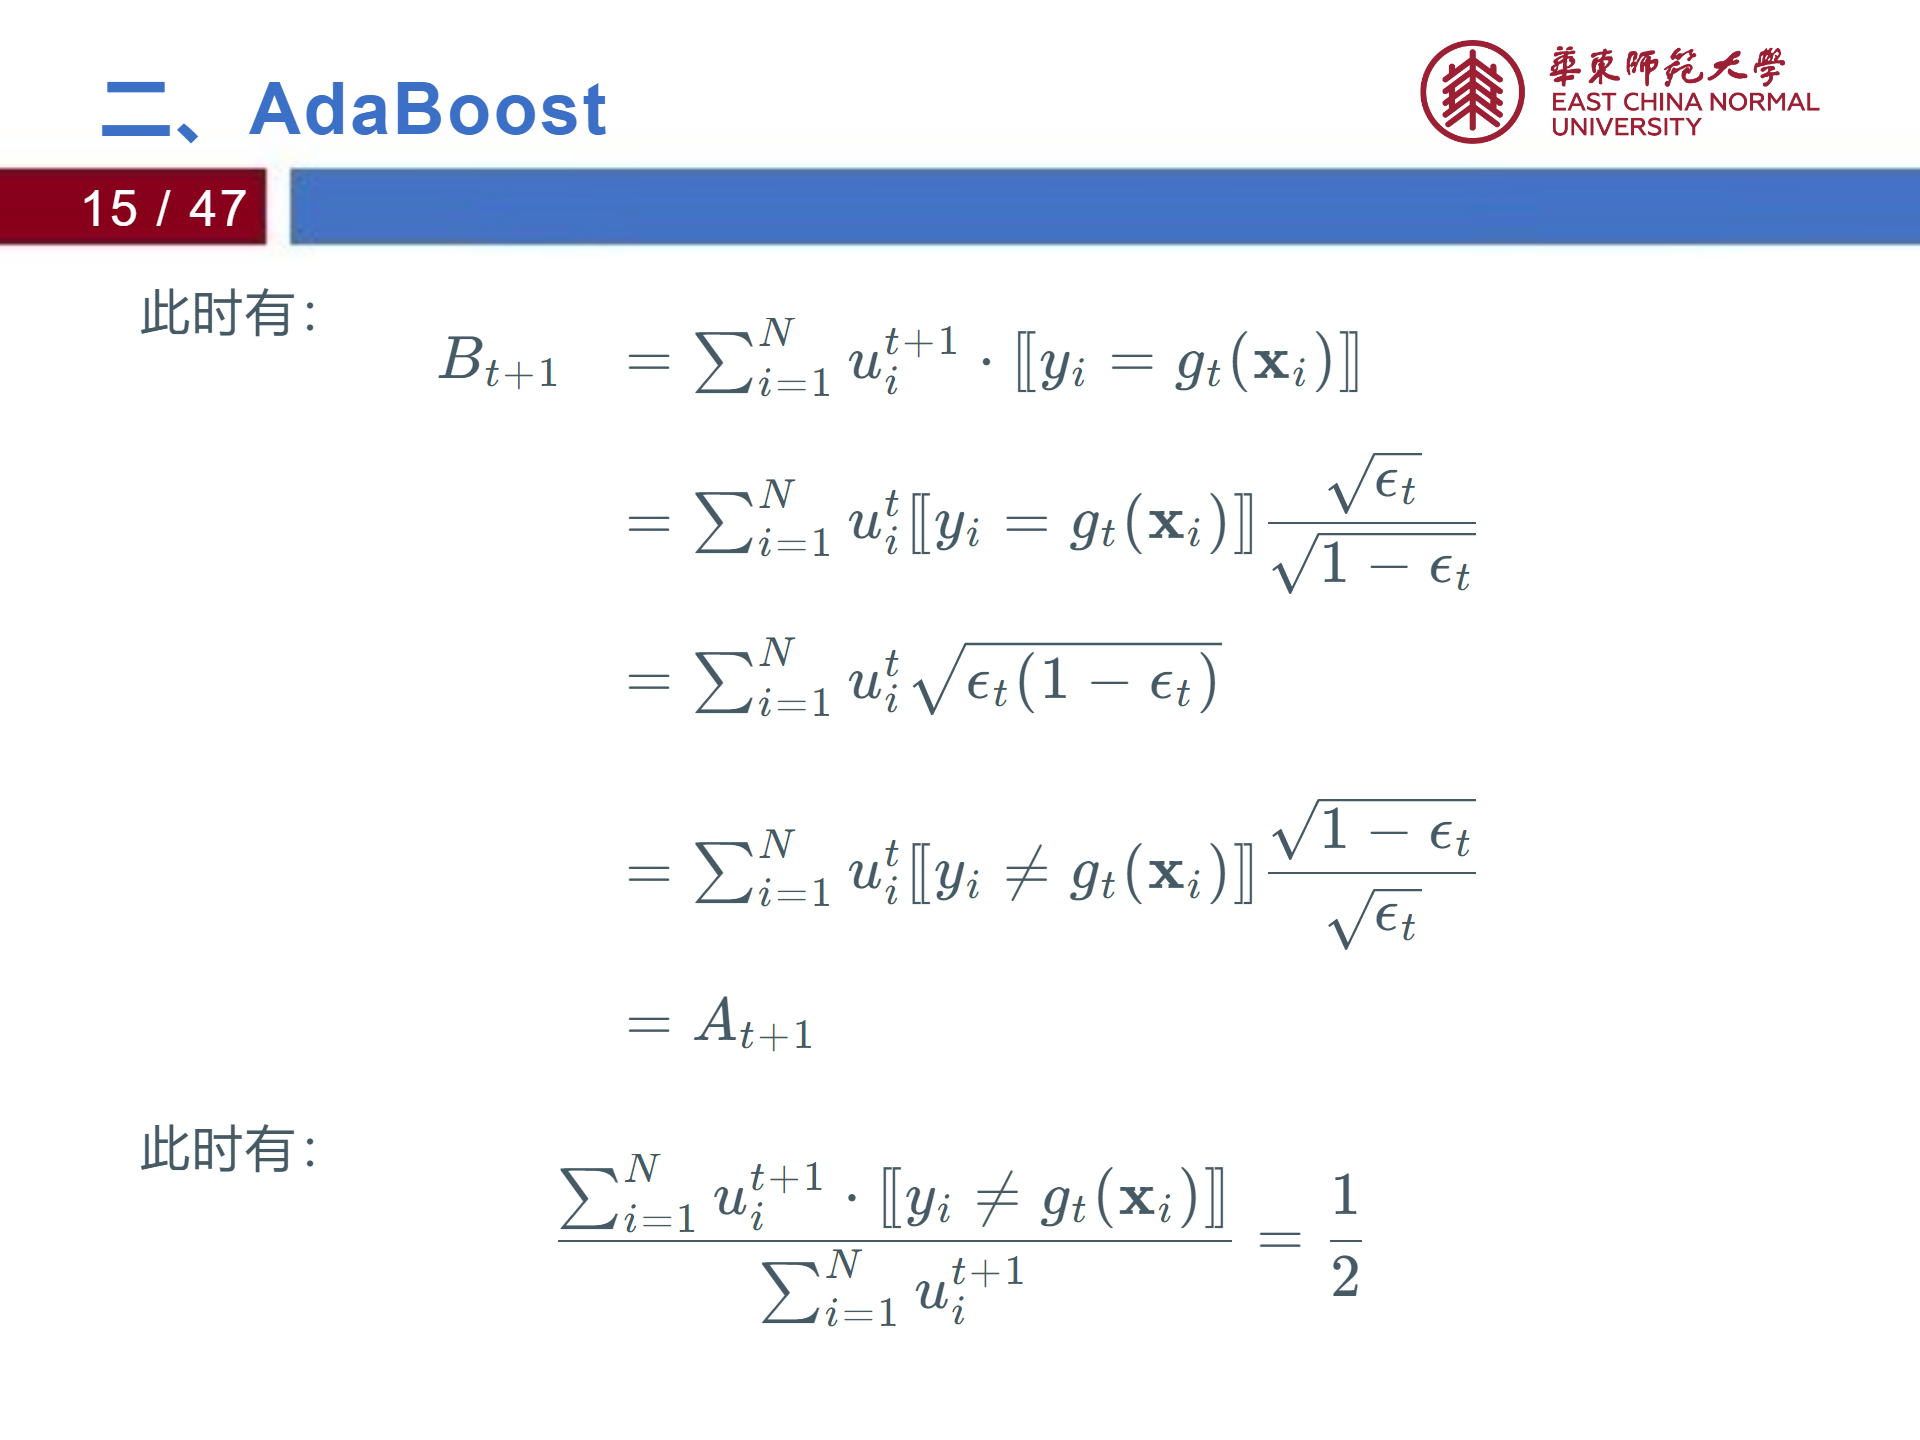 二、AdaBoost
華東師範大學
EAST CHINA NORMAL
UNIVERSITY
15 / 47
此时有：
$B_{t+1} = \sum_{i=1}^{N} u_i^{t+1} \cdot [\![ y_i = g_t(\mathbf{x}_i) ]\!]$
$= \sum_{i=1}^{N} u_i^{t} [\![ y_i = g_t(\mathbf{x}_i) ]\!] \frac{\sqrt{\epsilon_t}}{\sqrt{1-\epsilon_t}}$
$= \sum_{i=1}^{N} u_i^{t} \sqrt{\epsilon_t(1-\epsilon_t)}$
$= \sum_{i=1}^{N} u_i^{t} [\![ y_i \neq g_t(\mathbf{x}_i) ]\!] \frac{\sqrt{1-\epsilon_t}}{\sqrt{\epsilon_t}}$
$= A_{t+1}$
此时有：
$\frac{\sum_{i=1}^{N} u_i^{t+1} \cdot [\![ y_i \neq g_t(\mathbf{x}_i) ]\!]}{\sum_{i=1}^{N} u_i^{t+1}} = \frac{1}{2}$